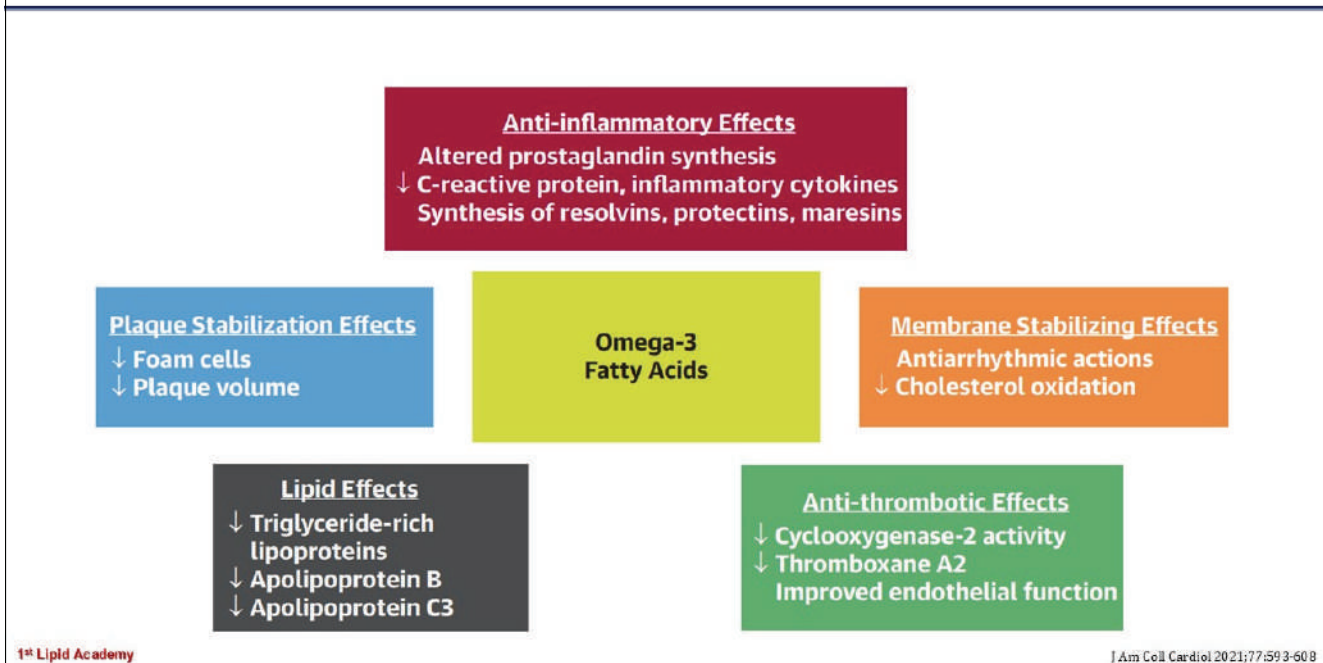 Anti-inflammatory Effects
Altered prostaglandin synthesis
↓ C-reactive protein, inflammatory cytokines
Synthesis of resolvins, protectins, maresins
Plaque Stabilization Effects
↓ Foam cells
↓ Plaque volume
Omega-3
Fatty Acids
Membrane Stabilizing Effects
Antiarrhythmic actions
↓ Cholesterol oxidation
Lipid Effects
↓ Triglyceride-rich
lipoproteins
↓ Apolipoprotein B
↓ Apolipoprotein C3
Anti-thrombotic Effects
↓ Cyclooxygenase-2 activity
↓ Thromboxane A2
Improved endothelial function
1st Lipid Academy
J Am Coll Cardiol 2021;77:593-608